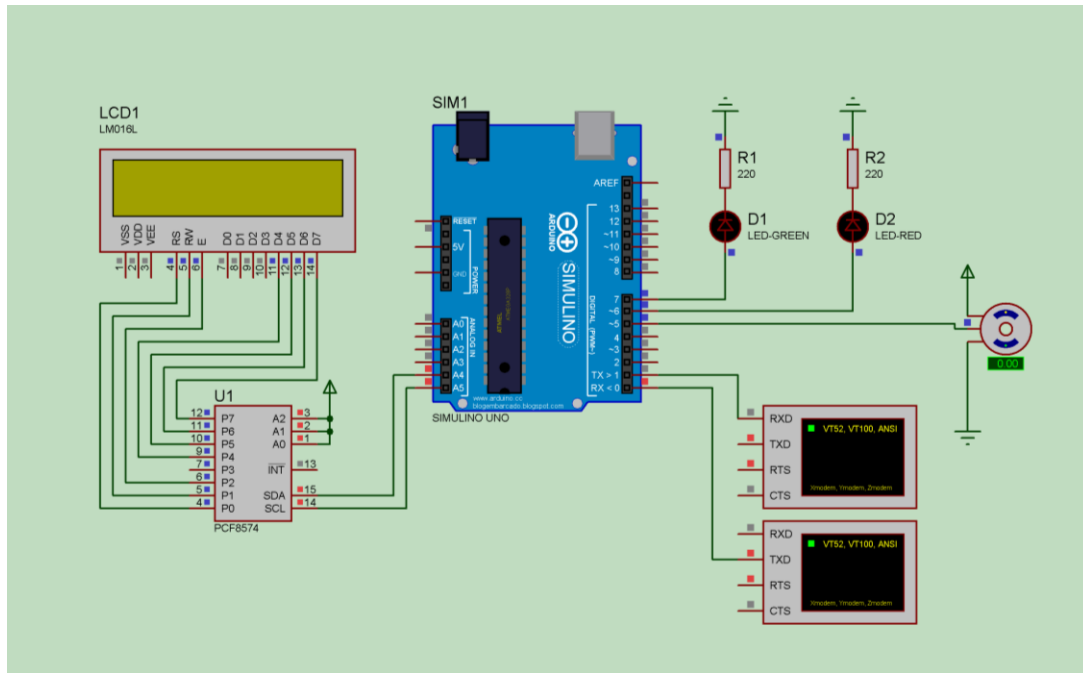 SIM1
LCD1
LM016L
VSS
VDD
VEE
RS
RW
E
D0
D1
D2
D3
D4
D5
D6
D7
1
2
3
4
5
6
7
8
9
10
11
12
13
14
RESET
5V
GND
POWER
A0
A1
A2
A3
A4
A5
ANALOG IN
ATMEL
ARDUINO
SIMULINO
AREF
13
12
~11
~10
~9
8
7
~6
~5
4
~3
2
TX > 1
RX < 0
DIGITAL (PWM~)
www.arduino.cc
blogembarcado.blogspot.com
SIMULINO UNO
R1
220
D1
LED-GREEN
R2
220
D2
LED-RED
0.00
U1
12 P7 A2 3
11 P6 A1 2
10 P5 A0 1
9 P4
7 P3 INT 13
6 P2
5 P1 SDA 15
4 P0 SCL 14
PCF8574
RXD
TXD
RTS
CTS
VT52, VT100, ANSI
Xmodem, Ymodem, Zmodem
RXD
TXD
RTS
CTS
VT52, VT100, ANSI
Xmodem, Ymodem, Zmodem